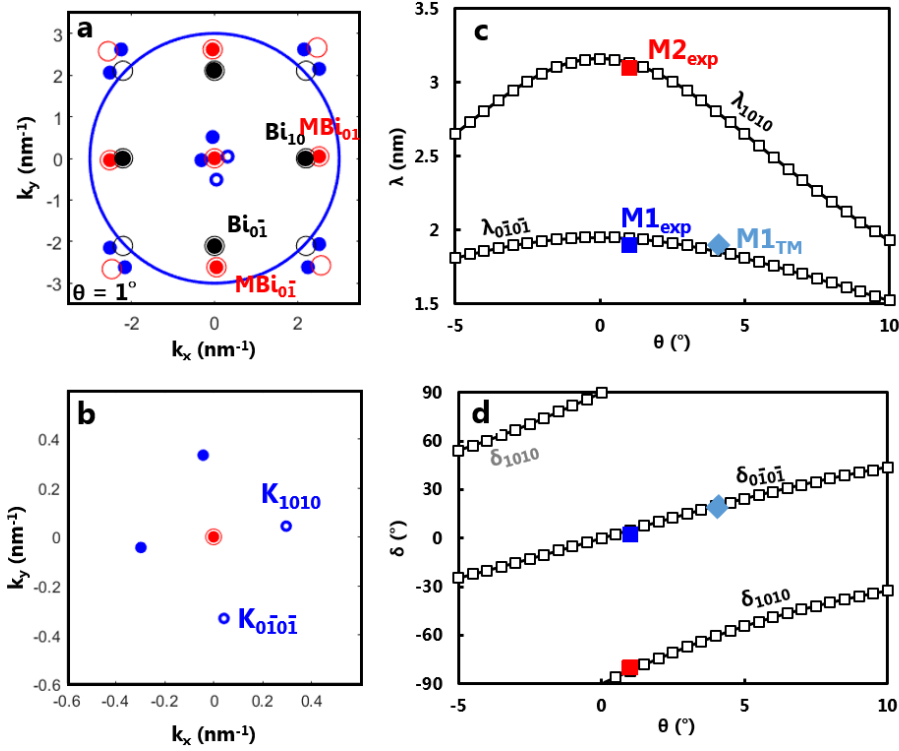 a
3
2
1
0
-1
-2
-3
-2
0
2
k_y (nm⁻¹)
k_x (nm⁻¹)
Bi₁₀
MBi₀₁
Bi₀₁̄
MBi₀₁̄
θ = 1°
c
3.5
3
2.5
2
1.5
-5
0
5
10
λ (nm)
θ (°)
M2exp
λ₁₀₁₀
λ₀₁̄₀₁̄
M1exp
M1TM
b
0.4
0.2
0
-0.2
-0.4
-0.6
-0.6
-0.4
-0.2
0
0.2
0.4
k_y (nm⁻¹)
k_x (nm⁻¹)
K₁₀₁₀
K₀₁̄₀₁̄
d
90
60
30
0
-30
-60
-90
-5
0
5
10
δ (°)
θ (°)
δ₁₀₁₀
δ₀₁̄₀₁̄
δ₁₀₁₀